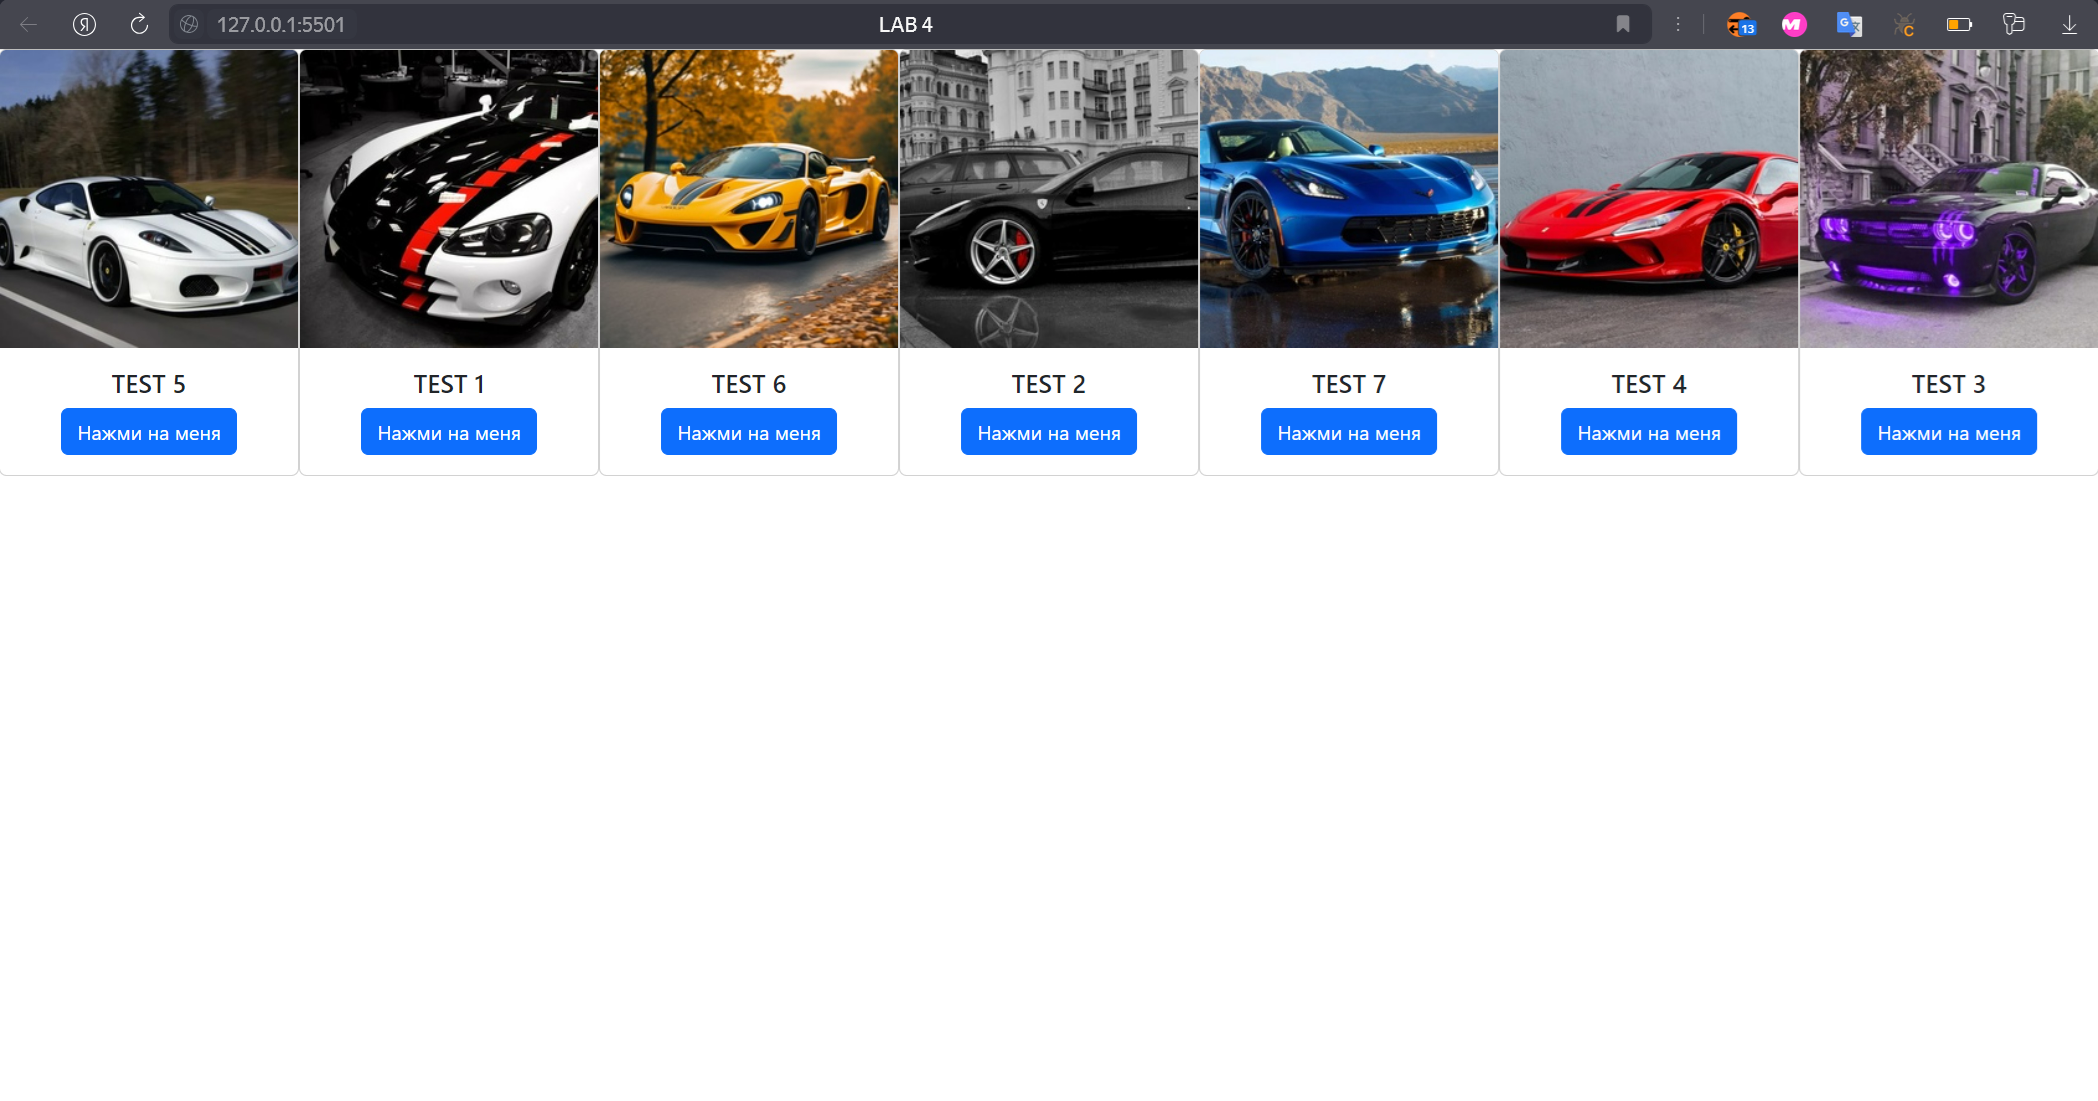 127.0.0.1:5501
LAB 4
13
TEST 5
TEST 1
TEST 6
TEST 2
TEST 7
TEST 4
TEST 3
Нажми на меня
Нажми на меня
Нажми на меня
Нажми на меня
Нажми на меня
Нажми на меня
Нажми на меня